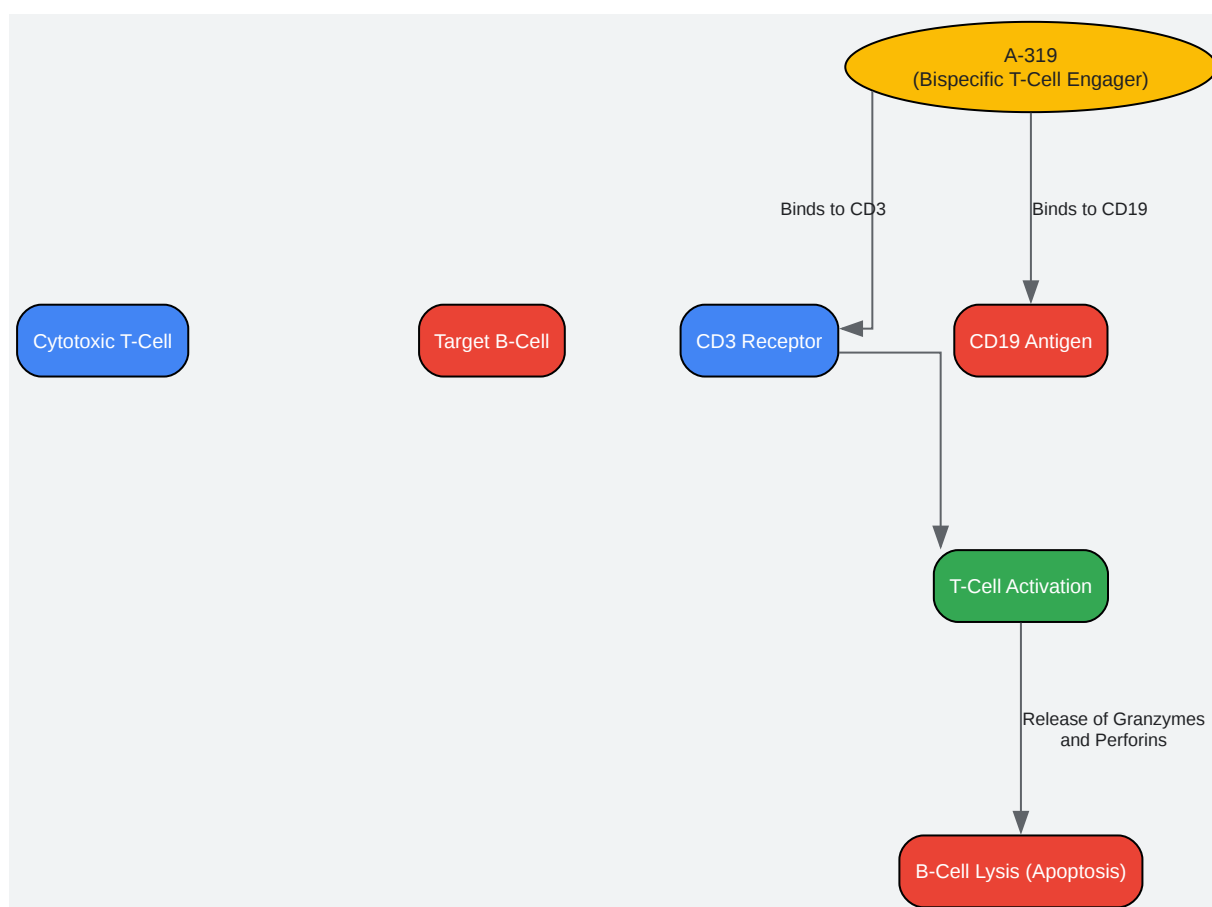 A-319
(Bispecific T-Cell Engager)
Binds to CD3
Binds to CD19
Cytotoxic T-Cell
Target B-Cell
CD3 Receptor
CD19 Antigen
T-Cell Activation
Release of Granzymes
and Perforins
B-Cell Lysis (Apoptosis)